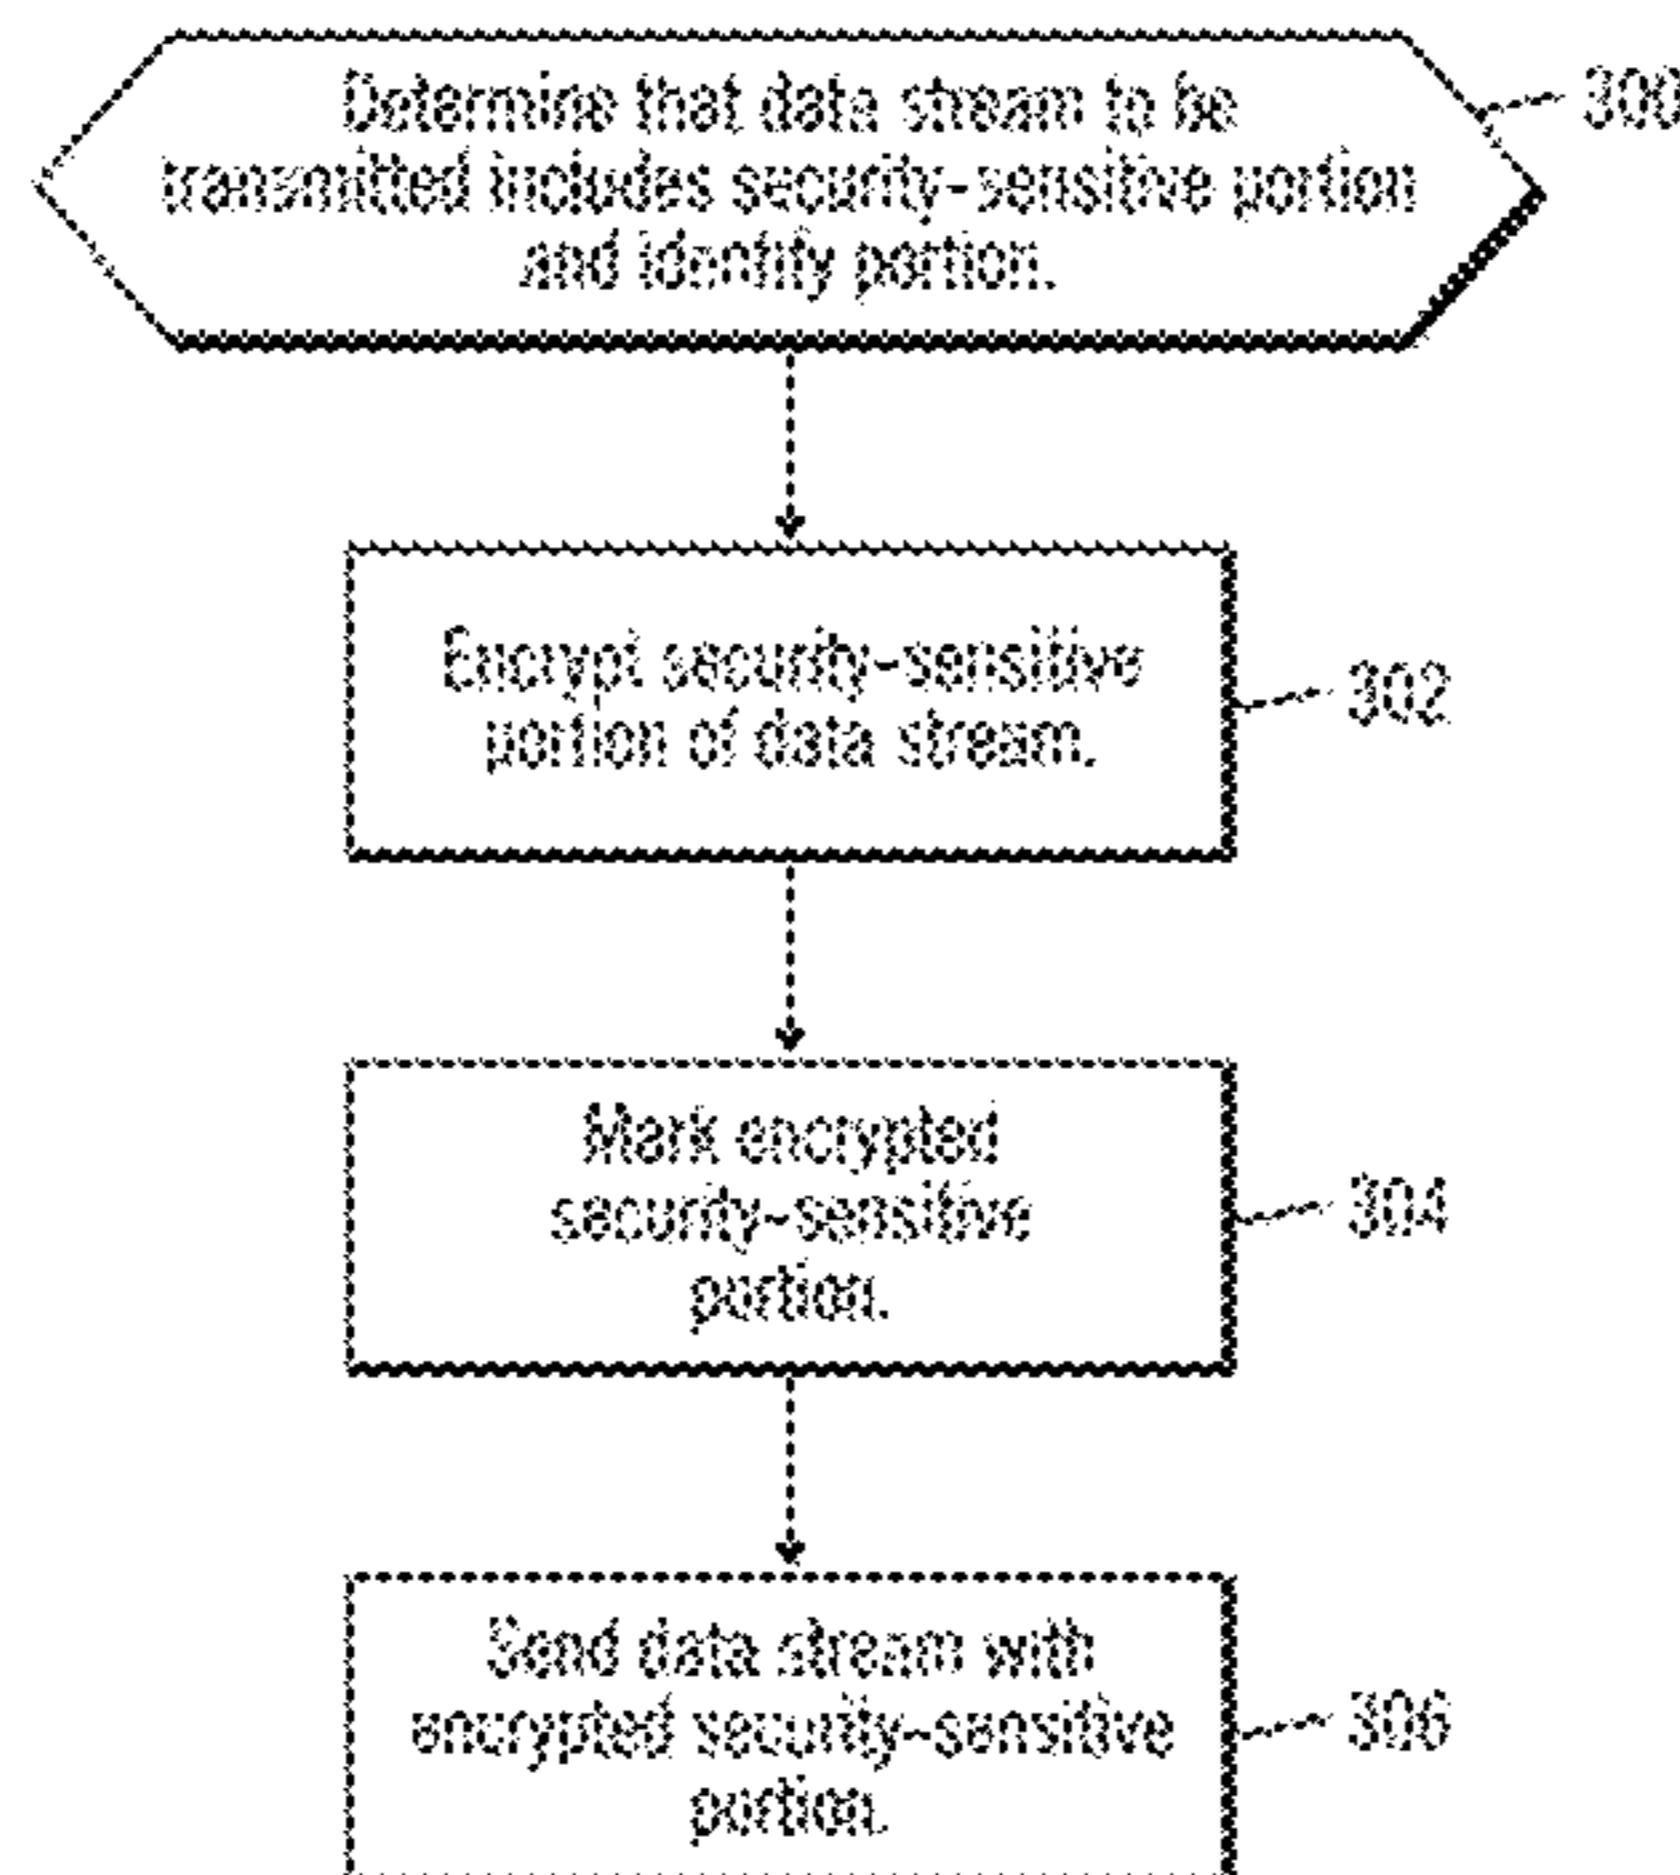 Determine that data stream to be
transmitted includes security-sensitive portion
and identify portion.
300
Encrypt security-sensitive
portion of data stream.
302
Mark encrypted
security-sensitive
portion.
304
Send data stream with
encrypted security-sensitive
portion.
306